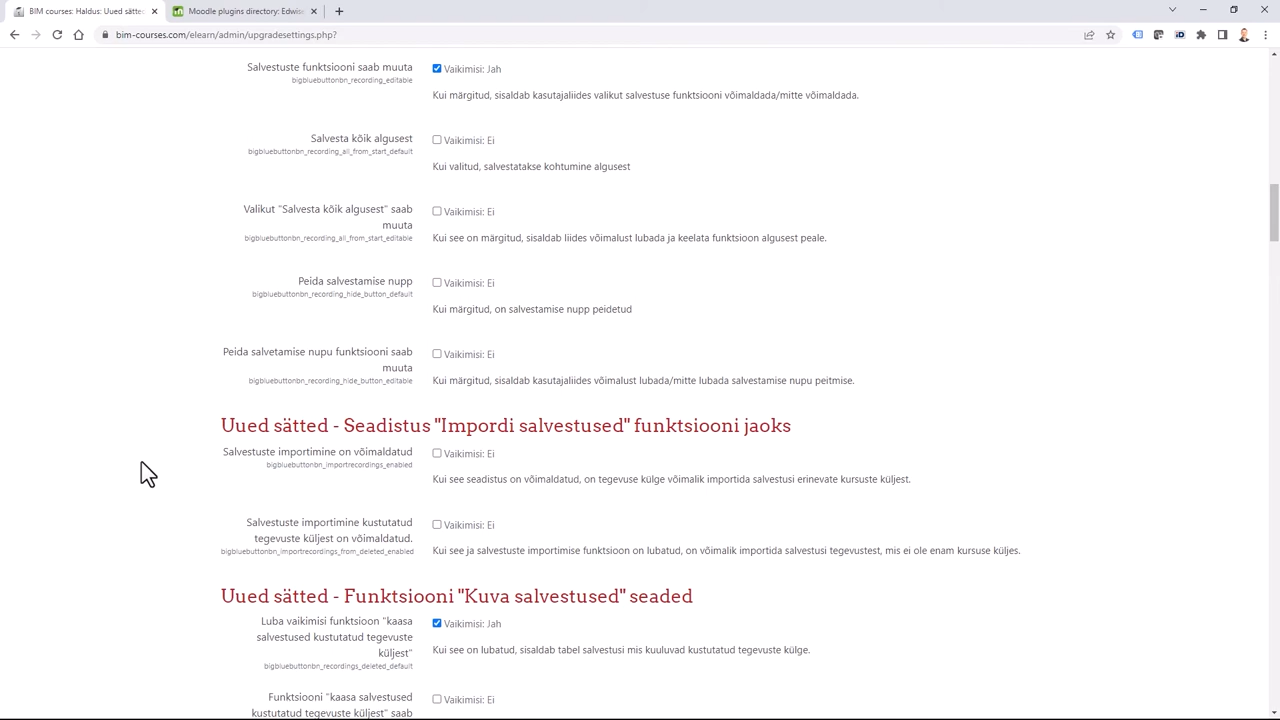 BIM courses: Haldus: Uued sätted
Moodle plugins directory: Edwise
bim-courses.com/elearn/admin/upgradesettings.php?
Salvestuste funktsiooni saab muuta
bigbluebuttonbn_recording_editable
Vaikimisi: Jah
Kui märgitud, sisaldab kasutajaliides valikut salvestuse funktsiooni võimaldada/mitte võimaldada.
Salvesta kõik algusest
bigbluebuttonbn_recording_all_from_start_default
Vaikimisi: Ei
Kui valitud, salvestatakse kohtumine algusest
Valikut "Salvesta kõik algusest" saab
muuta
bigbluebuttonbn_recording_all_from_start_editable
Vaikimisi: Ei
Kui see on märgitud, sisaldab liides võimalust lubada ja keelata funktsioon algusest peale.
Peida salvestamise nupp
bigbluebuttonbn_recording_hide_button_default
Vaikimisi: Ei
Kui märgitud, on salvestamise nupp peidetud
Peida salvetamise nupu funktsiooni saab
muuta
bigbluebuttonbn_recording_hide_button_editable
Vaikimisi: Ei
Kui märgitud, sisaldab kasutajaliides võimalust lubada/mitte lubada salvestamise nupu peitmise.
Uued sätted - Seadistus "Impordi salvestused" funktsiooni jaoks
Salvestuste importimine on võimaldatud
bigbluebuttonbn_importrecordings_enabled
Vaikimisi: Ei
Kui see seadistus on võimaldatud, on tegevuse külge võimalik importida salvestusi erinevate kursuste küljest.
Salvestuste importimine kustutatud
tegevuste küljest on võimaldatud.
bigbluebuttonbn_importrecordings_from_deleted_enabled
Vaikimisi: Ei
Kui see ja salvestuste importimise funktsioon on lubatud, on võimalik importida salvestusi tegevustest, mis ei ole enam kursuse küljes.
Uued sätted - Funktsiooni "Kuva salvestused" seaded
Luba vaikimisi funktsioon "kaasa
salvestused kustutatud tegevuste
küljest"
bigbluebuttonbn_recordings_deleted_default
Vaikimisi: Jah
Kui see on lubatud, sisaldab tabel salvestusi mis kuuluvad kustutatud tegevuste külge.
Funktsiooni "kaasa salvestused
kustutatud tegevuste küljest" saab
Vaikimisi: Ei